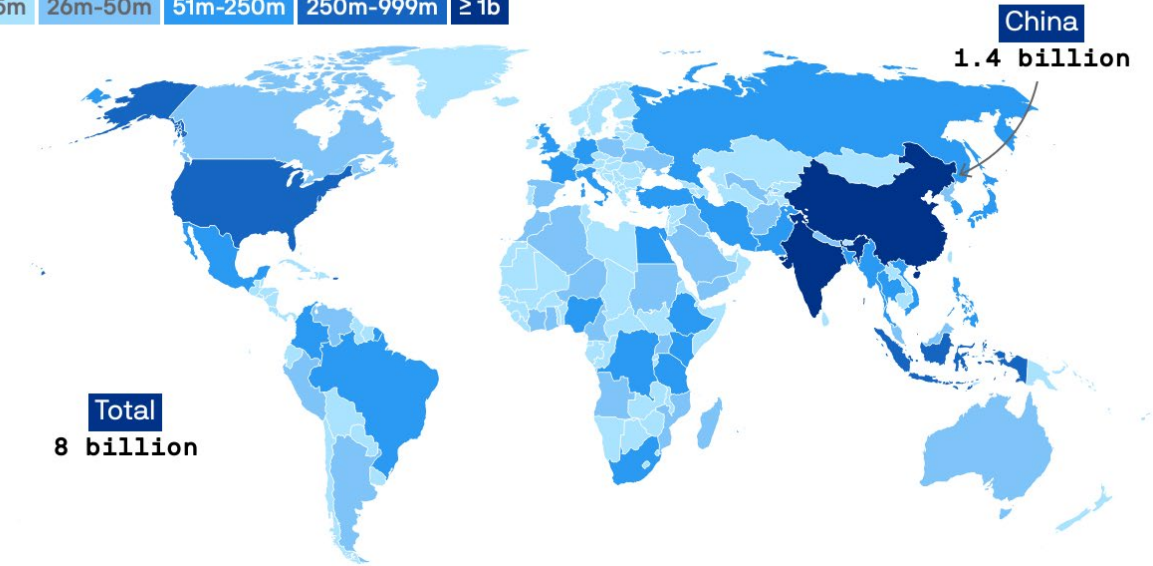 26m-50m 51m-250m 250m-999m ≥ 1b
China
1.4 billion
Total
8 billion